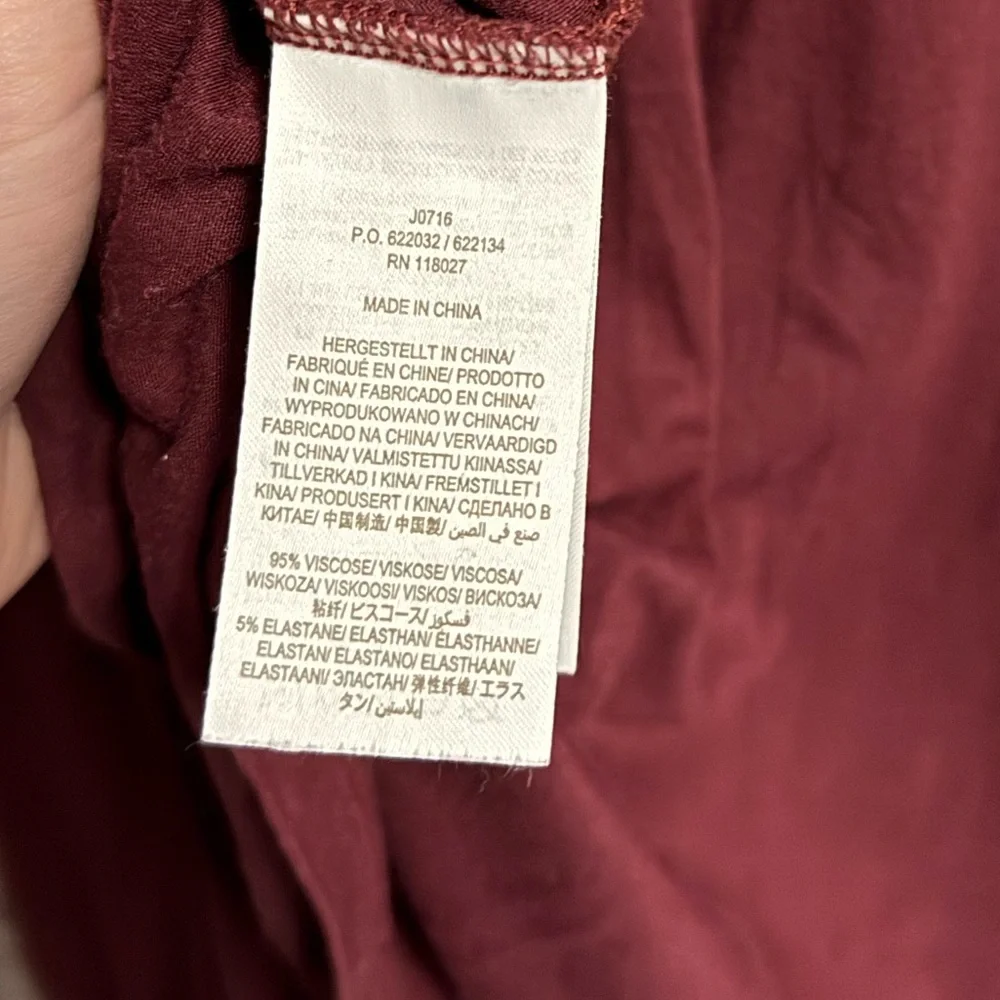 J0716
P.O. 622032 / 622134
RN 118027
MADE IN CHINA
HERGESTELLT IN CHINA/
FABRIQUÉ EN CHINE/ PRODOTTO
IN CINA/ FABRICADO EN CHINA/
WYPRODUKOWANO W CHINACH/
FABRICADO NA CHINA/ VERVAARDIGD
IN CHINA/ VALMISTETTU KIINASSA/
TILLVERKAD I KINA/ FREMSTILLET I
KINA/ PRODUSERT I KINA/ СДЕЛАНО В
КИТАЕ/ 中国制造/ 中国製/ صنع في الصين
95% VISCOSE/ VISKOSE/ VISCOSA/
WISKOZA/ VISKOOSI/ VISKOS/ ВИСКОЗА/
粘纤/ ビスコース/ فسكوز
5% ELASTANE/ ELASTHAN/ ÉLASTHANNE/
ELASTAN/ ELASTANO/ ELASTHAAN/
ELASTAANI/ ЭЛАСТАН/ 弹性纤维/ エラス
タン/ إيلاستين